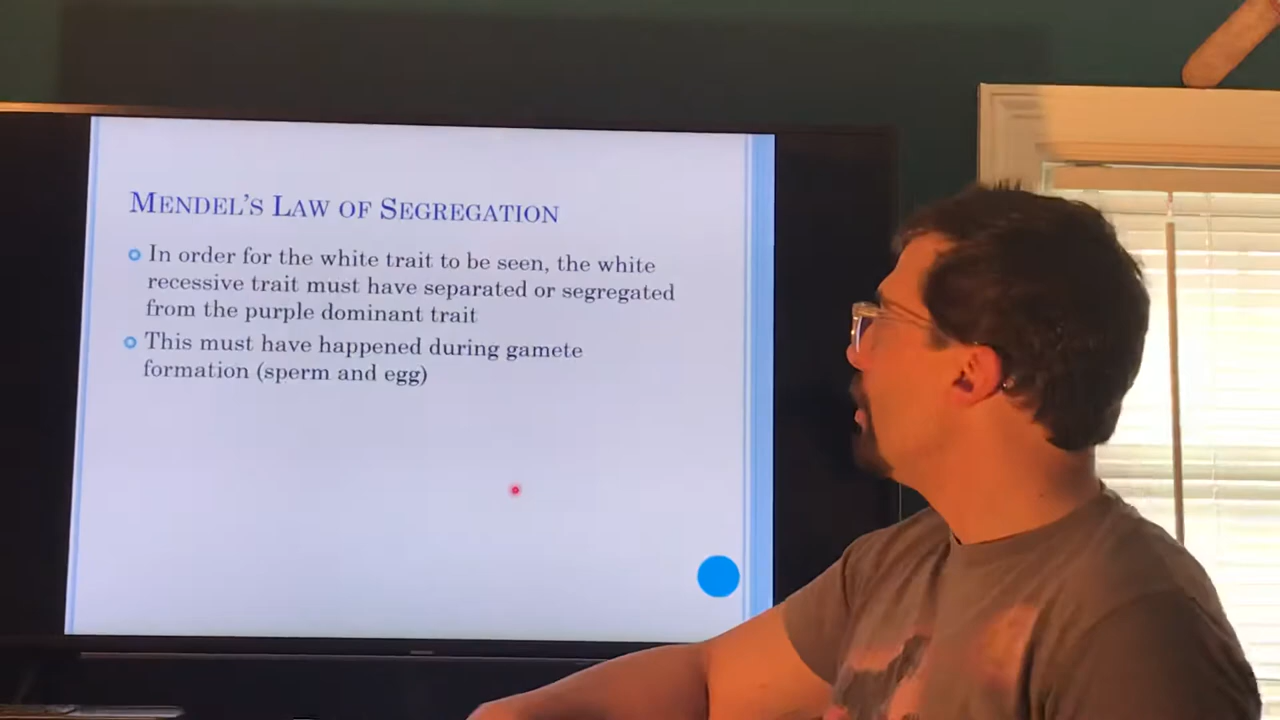 MENDEL'S LAW OF SEGREGATION
In order for the white trait to be seen, the white
recessive trait must have separated or segregated
from the purple dominant trait
This must have happened during gamete
formation (sperm and egg)